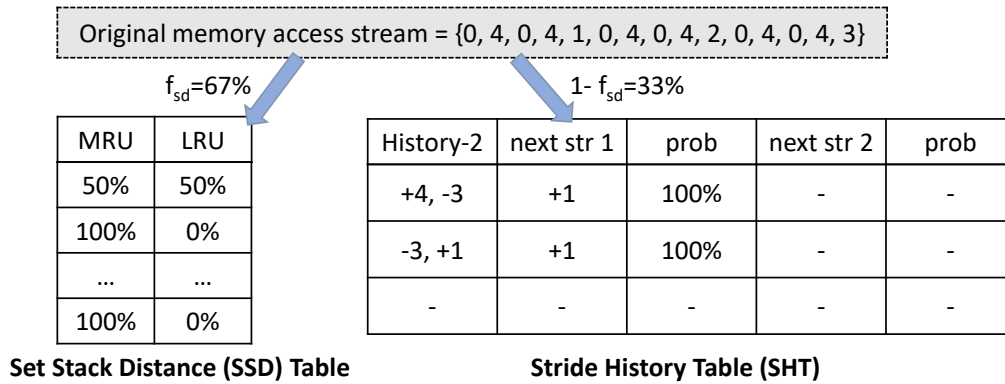 Original memory access stream = {0, 4, 0, 4, 1, 0, 4, 0, 4, 2, 0, 4, 0, 4, 3}
f_sd=67%
1- f_sd=33%
MRU LRU
50% 50%
100% 0%
... ...
100% 0%
Set Stack Distance (SSD) Table
History-2 next str 1 prob next str 2 prob
+4, -3 +1 100% - -
-3, +1 +1 100% - -
- - - - -
Stride History Table (SHT)